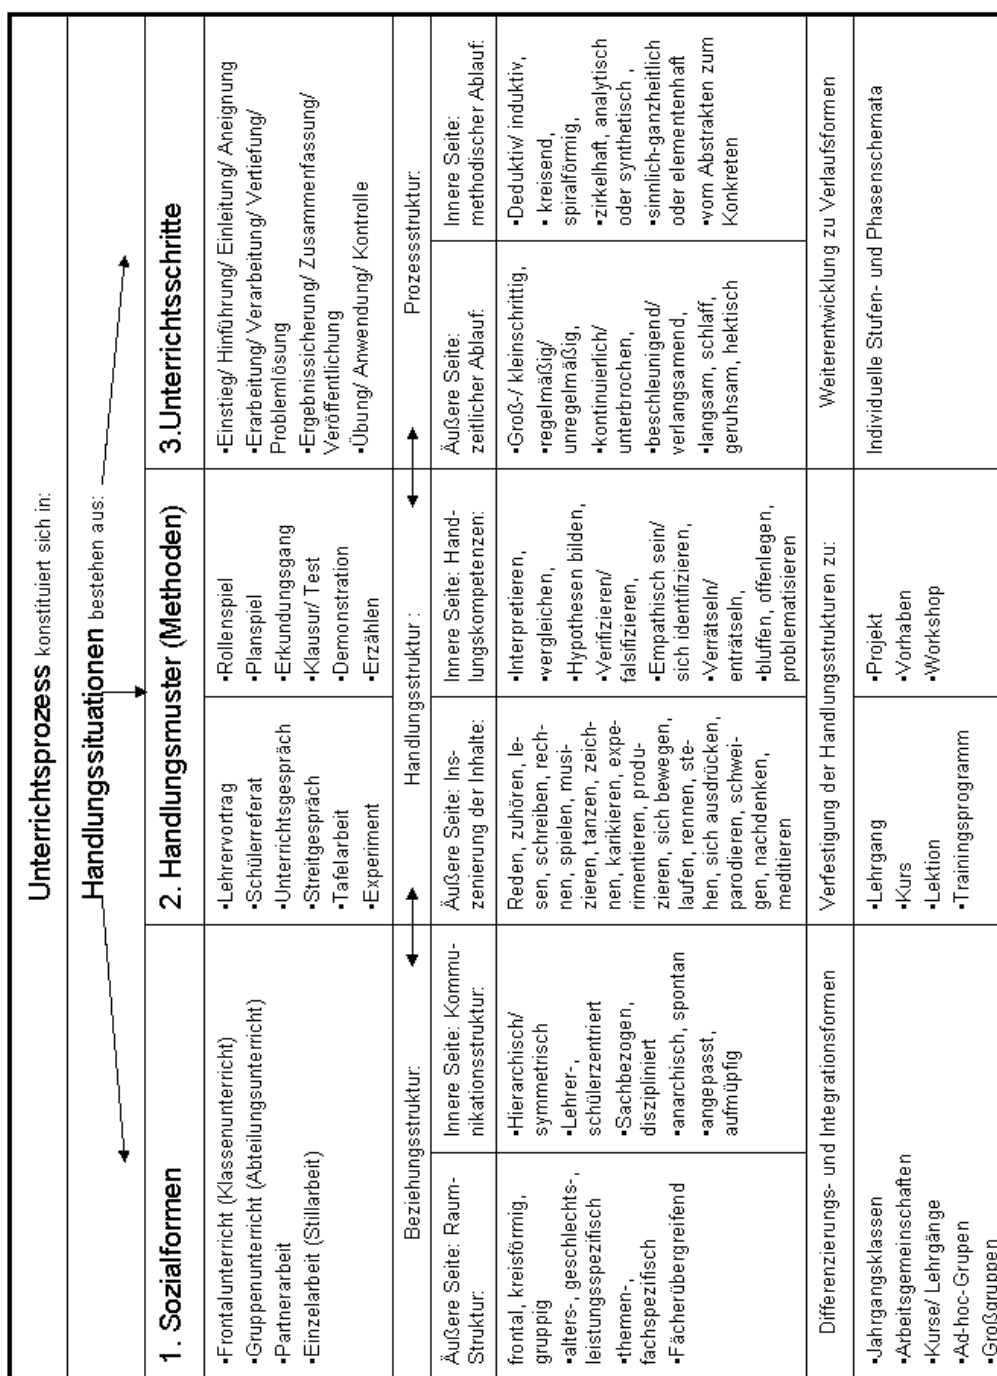 Unterrichtsprozess konstituiert sich in:
Handlungssituationen bestehen aus:
1. Sozialformen
2. Handlungsmuster (Methoden)
3.Unterrichtsschritte
•Frontalunterricht (Klassenunterricht)
•Gruppenunterricht (Abteilungsunterricht)
•Partnerarbeit
•Einzelarbeit (Stillarbeit)
•Lehrervortrag
•Schülerreferat
•Unterrichtsgespräch
•Streitgespräch
•Tafelarbeit
•Experiment
•Rollenspiel
•Planspiel
•Erkundungsgang
•Klausur/ Test
•Demonstration
•Erzählen
•Einstieg/ Hinführung/ Einleitung/ Aneignung
•Erarbeitung/ Verarbeitung/ Vertiefung/
Problemlösung
•Ergebnissicherung/ Zusammenfassung/
Veröffentlichung
•Übung/ Anwendung/ Kontrolle
Beziehungsstruktur:
Handlungsstruktur :
Prozessstruktur:
Äußere Seite: Raum-
Struktur:
Innere Seite: Kommu-
nikationsstruktur:
Äußere Seite: Ins-
zenierung der Inhalte:
Innere Seite: Hand-
lungskompetenzen:
Äußere Seite:
zeitlicher Ablauf:
Innere Seite:
methodischer Ablauf:
frontal, kreisförmig,
gruppig
•alters-, geschlechts-,
leistungsspezifisch
•themen-,
fachspezifisch
•Fächerübergreifend
•Hierarchisch/
symmetrisch
•Lehrer-,
schülerzentriert
•Sachbezogen,
diszipliniert
•anarchisch, spontan
•angepasst,
aufmüpfig
Reden, zuhören, le-
sen, schreiben, rech-
nen, spielen, musi-
zieren, tanzen, zeich-
nen, karikieren, expe-
rimentieren, produ-
zieren, sich bewegen,
laufen, rennen, ste-
hen, sich ausdrücken,
parodieren, schwei-
gen, nachdenken,
meditieren
•Interpretieren,
•vergleichen,
•Hypothesen bilden,
•Verifizieren/
falsifizieren,
•Empathisch sein/
sich identifizieren,
•Verrätseln/
enträtseln,
•bluffen, offenlegen,
problematisieren
•Groß-/ kleinschrittig,
•regelmäßig/
unregelmäßig,
•kontinuierlich/
unterbrochen,
•beschleunigend/
verlangsamend,
•langsam, schlaff,
geruhsam, hektisch
•Deduktiv/ induktiv,
• kreisend,
spiralförmig,
•zirkelhaft, analytisch
oder synthetisch ,
•sinnlich-ganzheitlich
oder elementenhaft
•vom Abstrakten zum
Konkreten
Differenzierungs- und Integrationsformen
Verfestigung der Handlungsstrukturen zu:
Weiterentwicklung zu Verlaufsformen
•Jahrgangsklassen
•Arbeitsgemeinschaften
•Kurse/ Lehrgänge
•Ad-hoc-Grupen
•Großgruppen
•Lehrgang
•Kurs
•Lektion
•Trainingsprogramm
•Projekt
•Vorhaben
•Workshop
Individuelle Stufen- und Phasenschemata